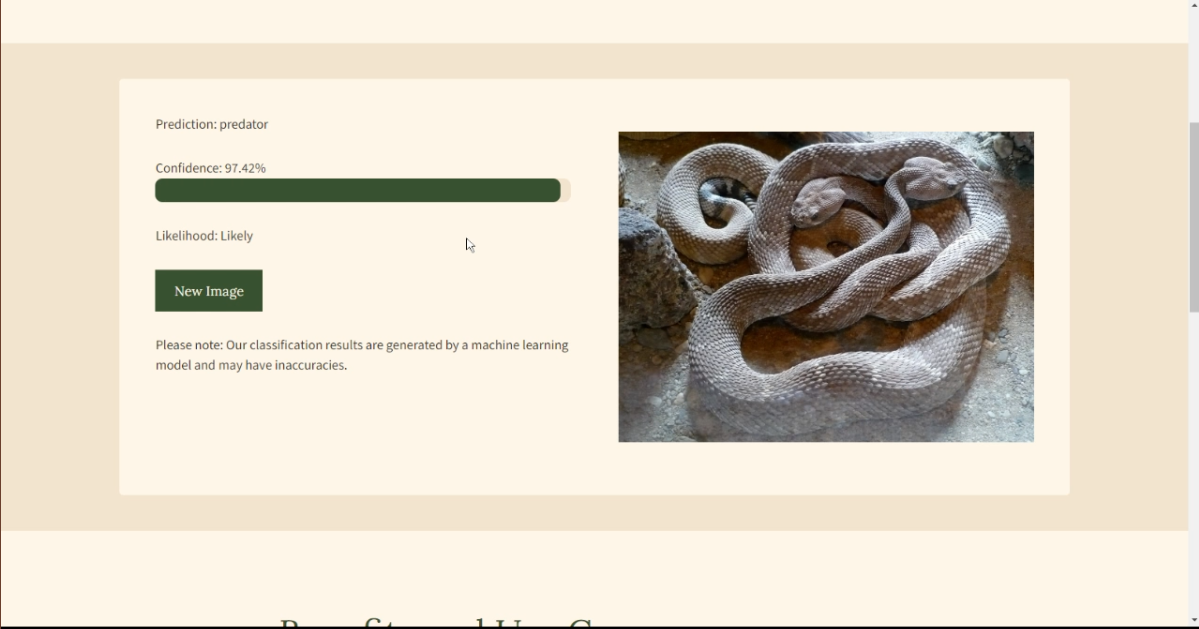 Prediction: predator
Confidence: 97.42%
Likelihood: Likely
New Image
Please note: Our classification results are generated by a machine learning
model and may have inaccuracies.